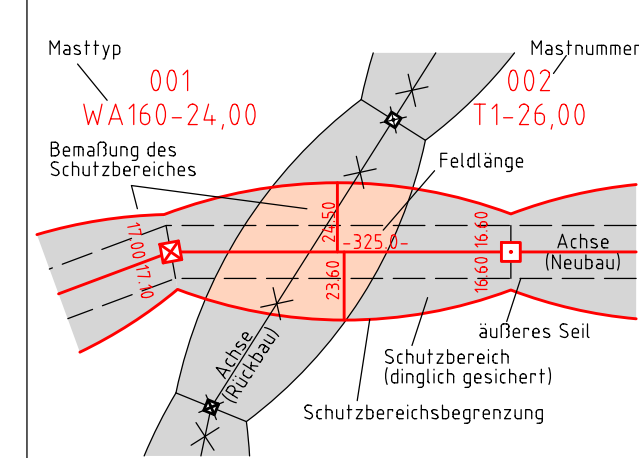 Masttyp
Mastnummer
001
WA160-24,00
002
T1-26,00
Bemaßung des
Schutzbereiches
Feldlänge
17.00
17.10
24.50
-325.0-
23.60
16.60
16.60
Achse
(Neubau)
Achse
(Rückbau)
äußeres Seil
Schutzbereich
(dinglich gesichert)
Schutzbereichsbegrenzung